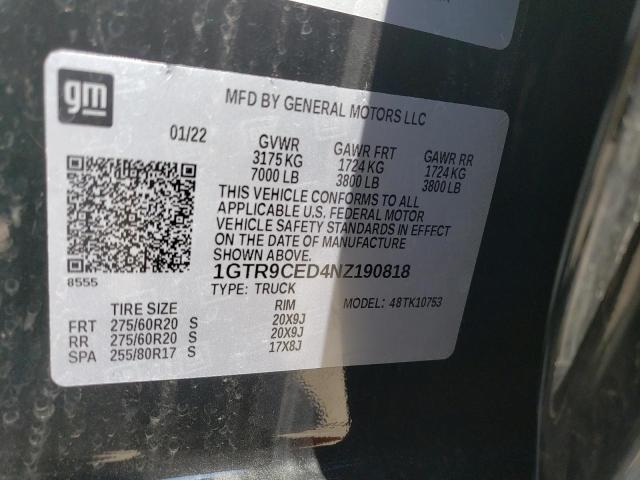 gm
MFD BY GENERAL MOTORS LLC
01/22 GVWR GAWR FRT GAWR RR
3175 KG 1724 KG 1724 KG
7000 LB 3800 LB 3800 LB
THIS VEHICLE CONFORMS TO ALL
APPLICABLE U.S. FEDERAL MOTOR
VEHICLE SAFETY STANDARDS IN EFFECT
ON THE DATE OF MANUFACTURE
SHOWN ABOVE.
1GTR9CED4NZ190818
8555 TYPE: TRUCK MODEL: 48TK10753
TIRE SIZE RIM
FRT 275/60R20 S 20X9J
RR 275/60R20 S 20X9J
SPA 255/80R17 S 17X8J